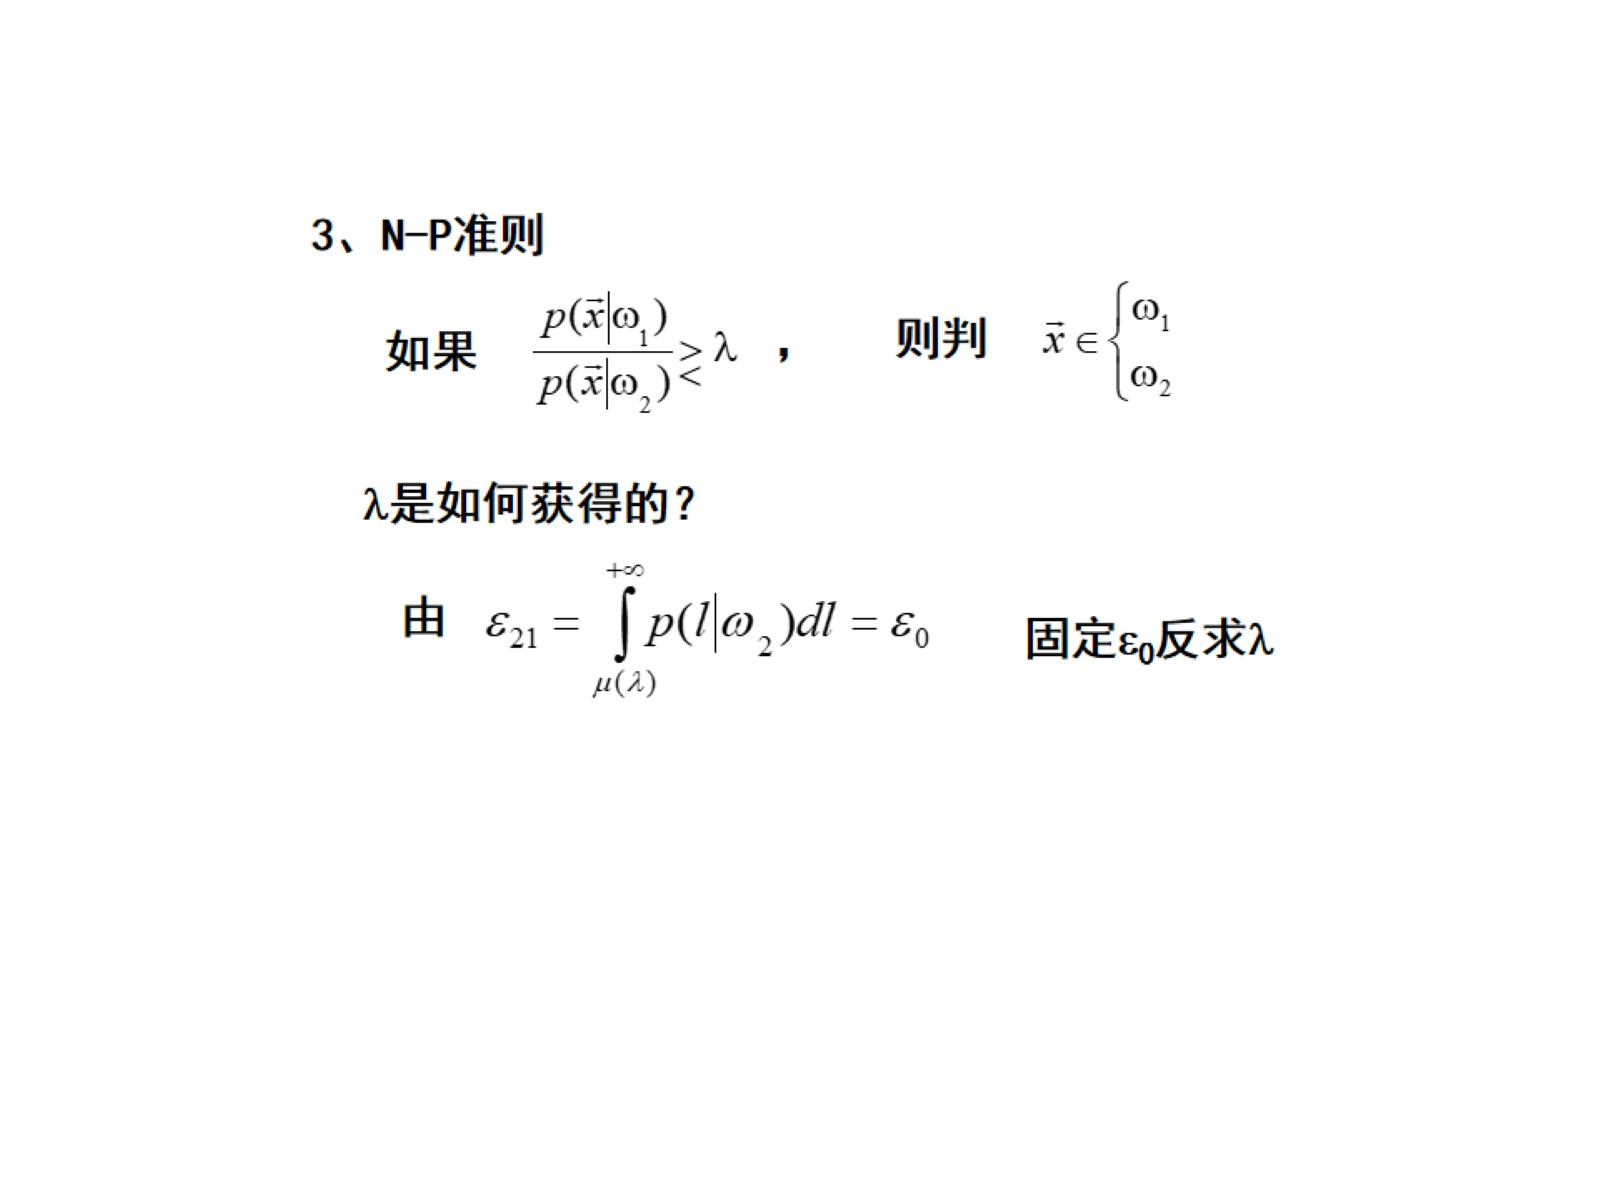 3、N-P准则
如果 p(x⃗|ω₁)/p(x⃗|ω₂) ≷ λ ， 则判 x⃗ ∈ { ω₁ ω₂
λ是如何获得的？
由 ε₂₁ = ∫_{μ(λ)}^{+∞} p(l|ω₂)dl = ε₀ 固定ε₀反求λ